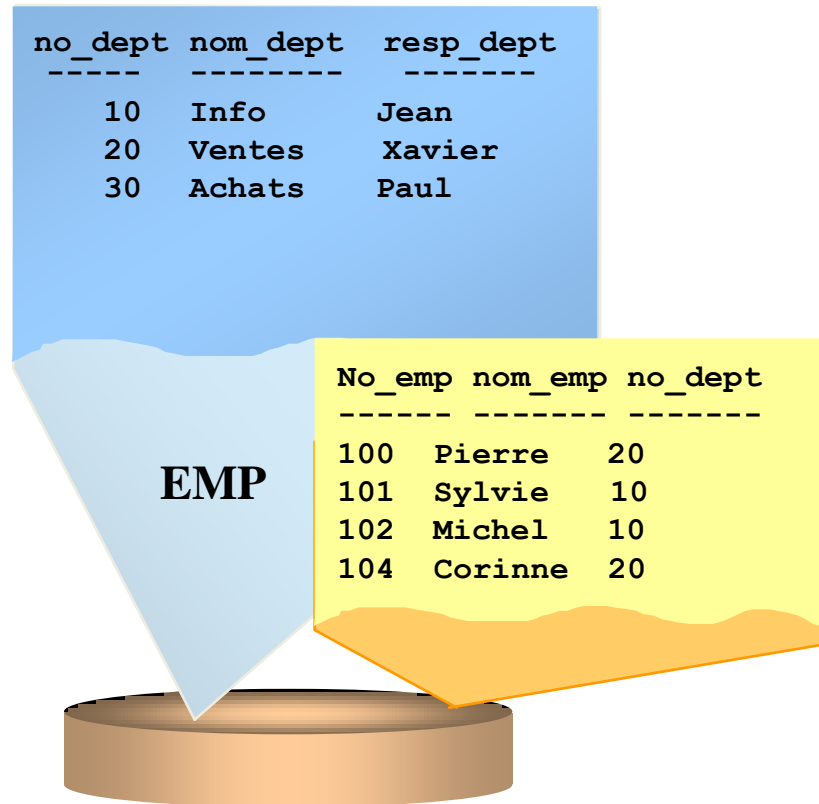 no_dept nom_dept resp_dept
----- -------- -------
10 Info Jean
20 Ventes Xavier
30 Achats Paul
EMP
No_emp nom_emp no_dept
------ ------- -------
100 Pierre 20
101 Sylvie 10
102 Michel 10
104 Corinne 20